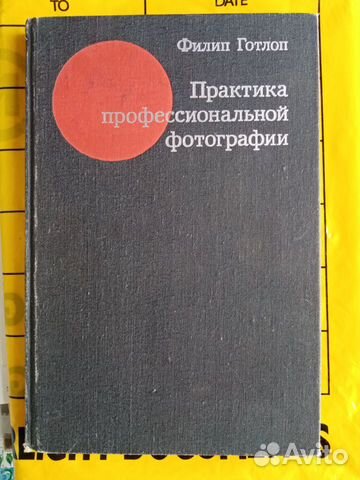 TO
DATE
Филип Готлоп
Практика
профессиональной
фотографии
Avito